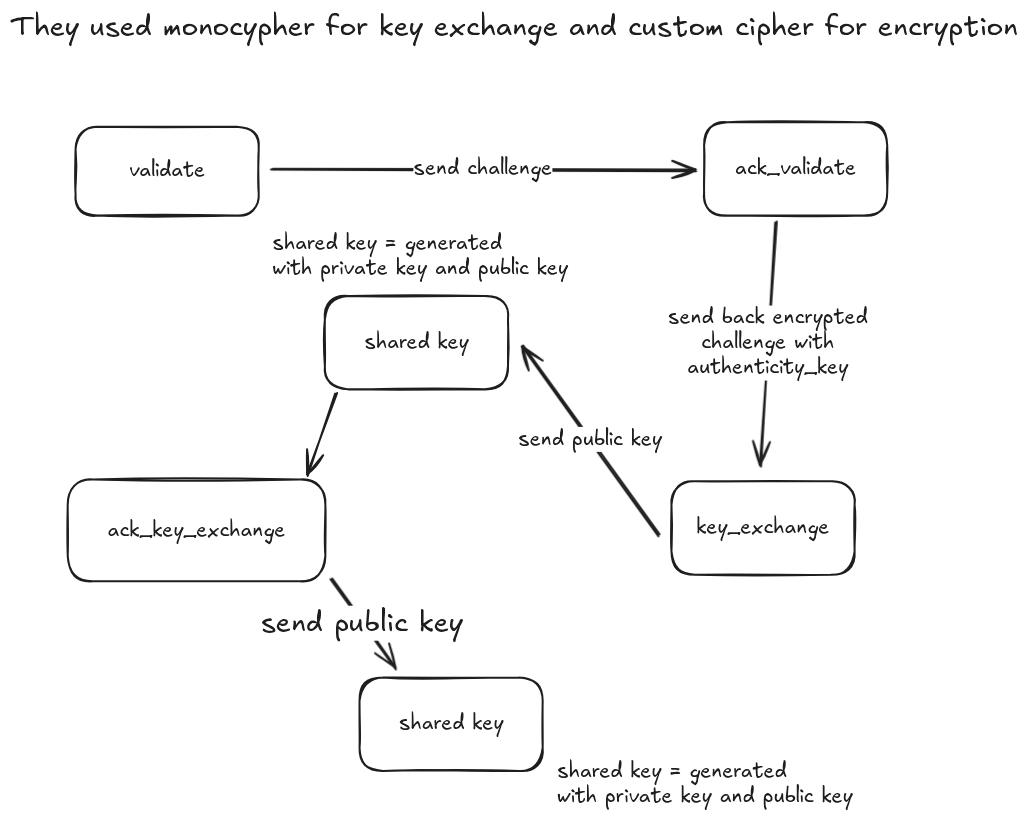 They used monocypher for key exchange and custom cipher for encryption
validate
send challenge
ack_validate
shared key = generated
with private key and public key
shared key
send back encrypted
challenge with
authenticity_key
send public key
ack_key_exchange
key_exchange
send public key
shared key
shared key = generated
with private key and public key